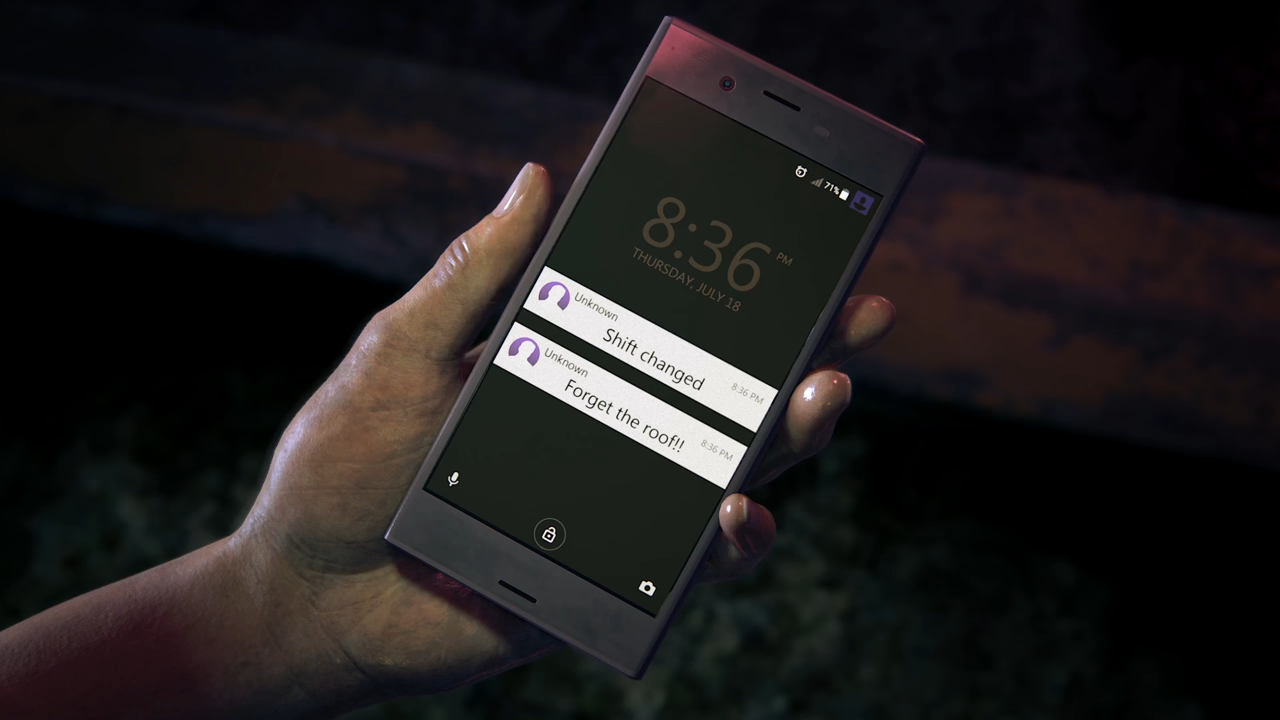 71%
8:36 PM
THURSDAY, JULY 18
Unknown
Shift changed
8:36 PM
Unknown
Forget the roof!!
8:36 PM